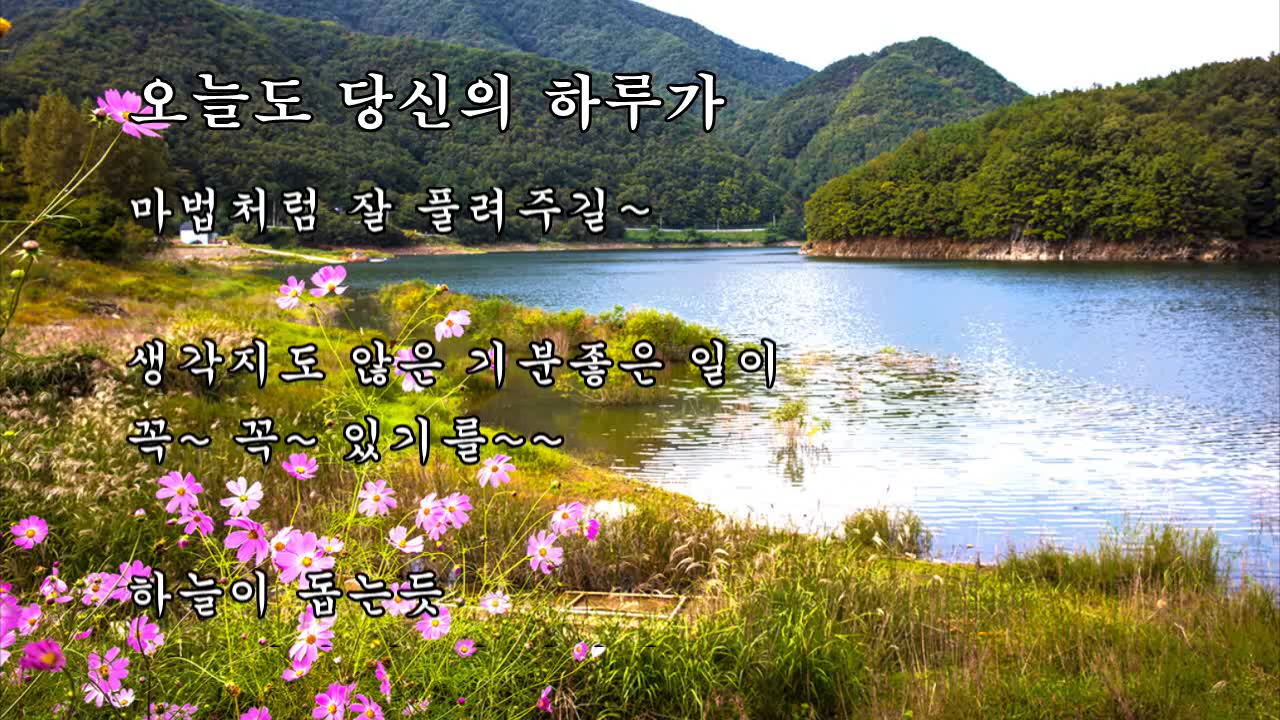 오늘도 당신의 하루가
마법처럼 잘 풀려주길~
생각지도 않은 기분좋은 일이
꼭~ 꼭~ 있기를~~
하늘이 돕는듯